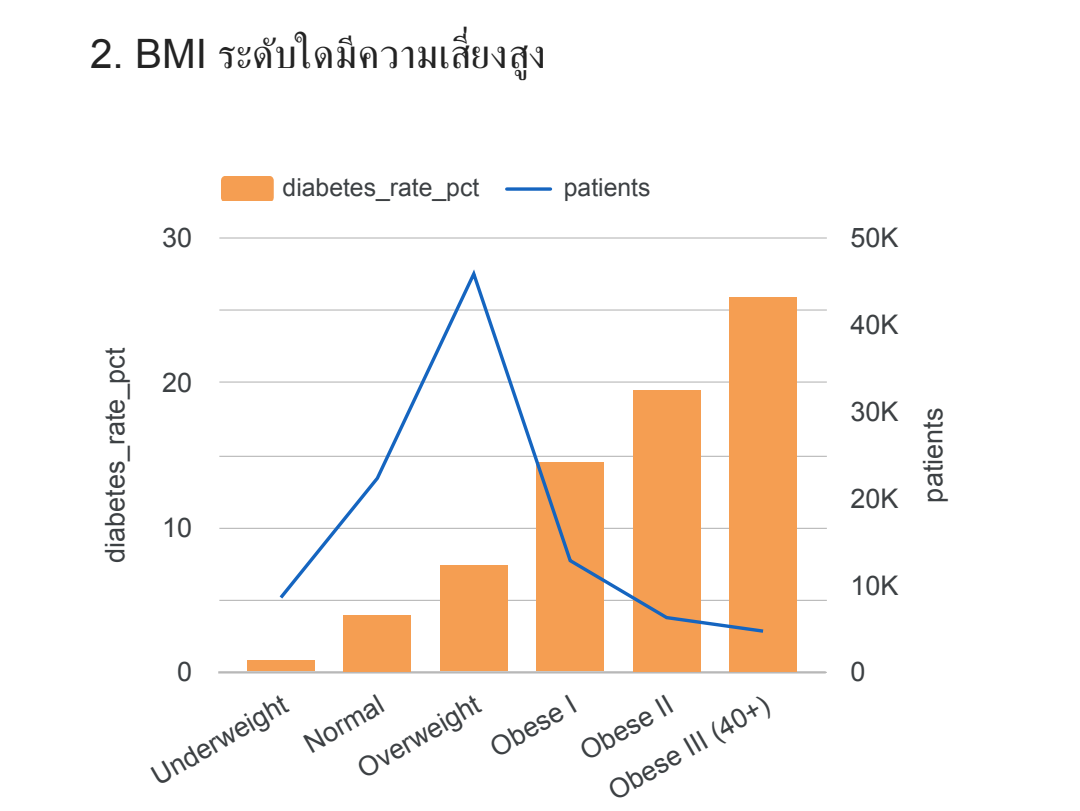 2. BMI ระดับใดมีความเสี่ยงสูง
diabetes_rate_pct patients
30 50K
40K
20
30K
20K
10
10K
0 0
diabetes_rate_pct
patients
Underweight
Normal
Overweight
Obese I
Obese II
Obese III (40+)